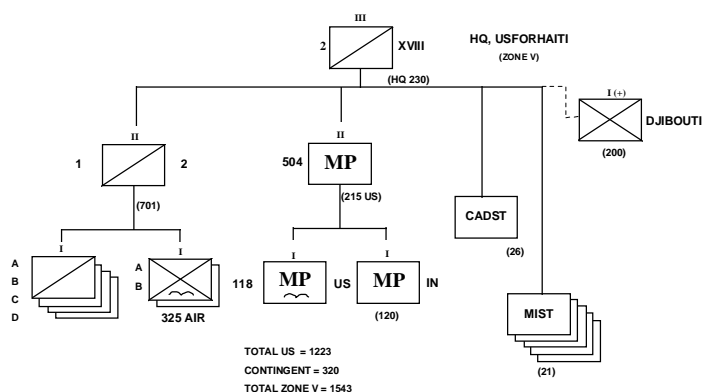 III
2
XVIII
HQ, USFORHAITI
(ZONE V)
(HQ 230)
I (+)
DJIBOUTI
(200)
II
1
2
(701)
II
504
MP
(215 US)
CADST
(26)
I
A
B
C
D
I
A
B
325 AIR
I
118
MP
US
I
MP
IN
(120)
MIST
(21)
TOTAL US = 1223
CONTINGENT = 320
TOTAL ZONE V = 1543